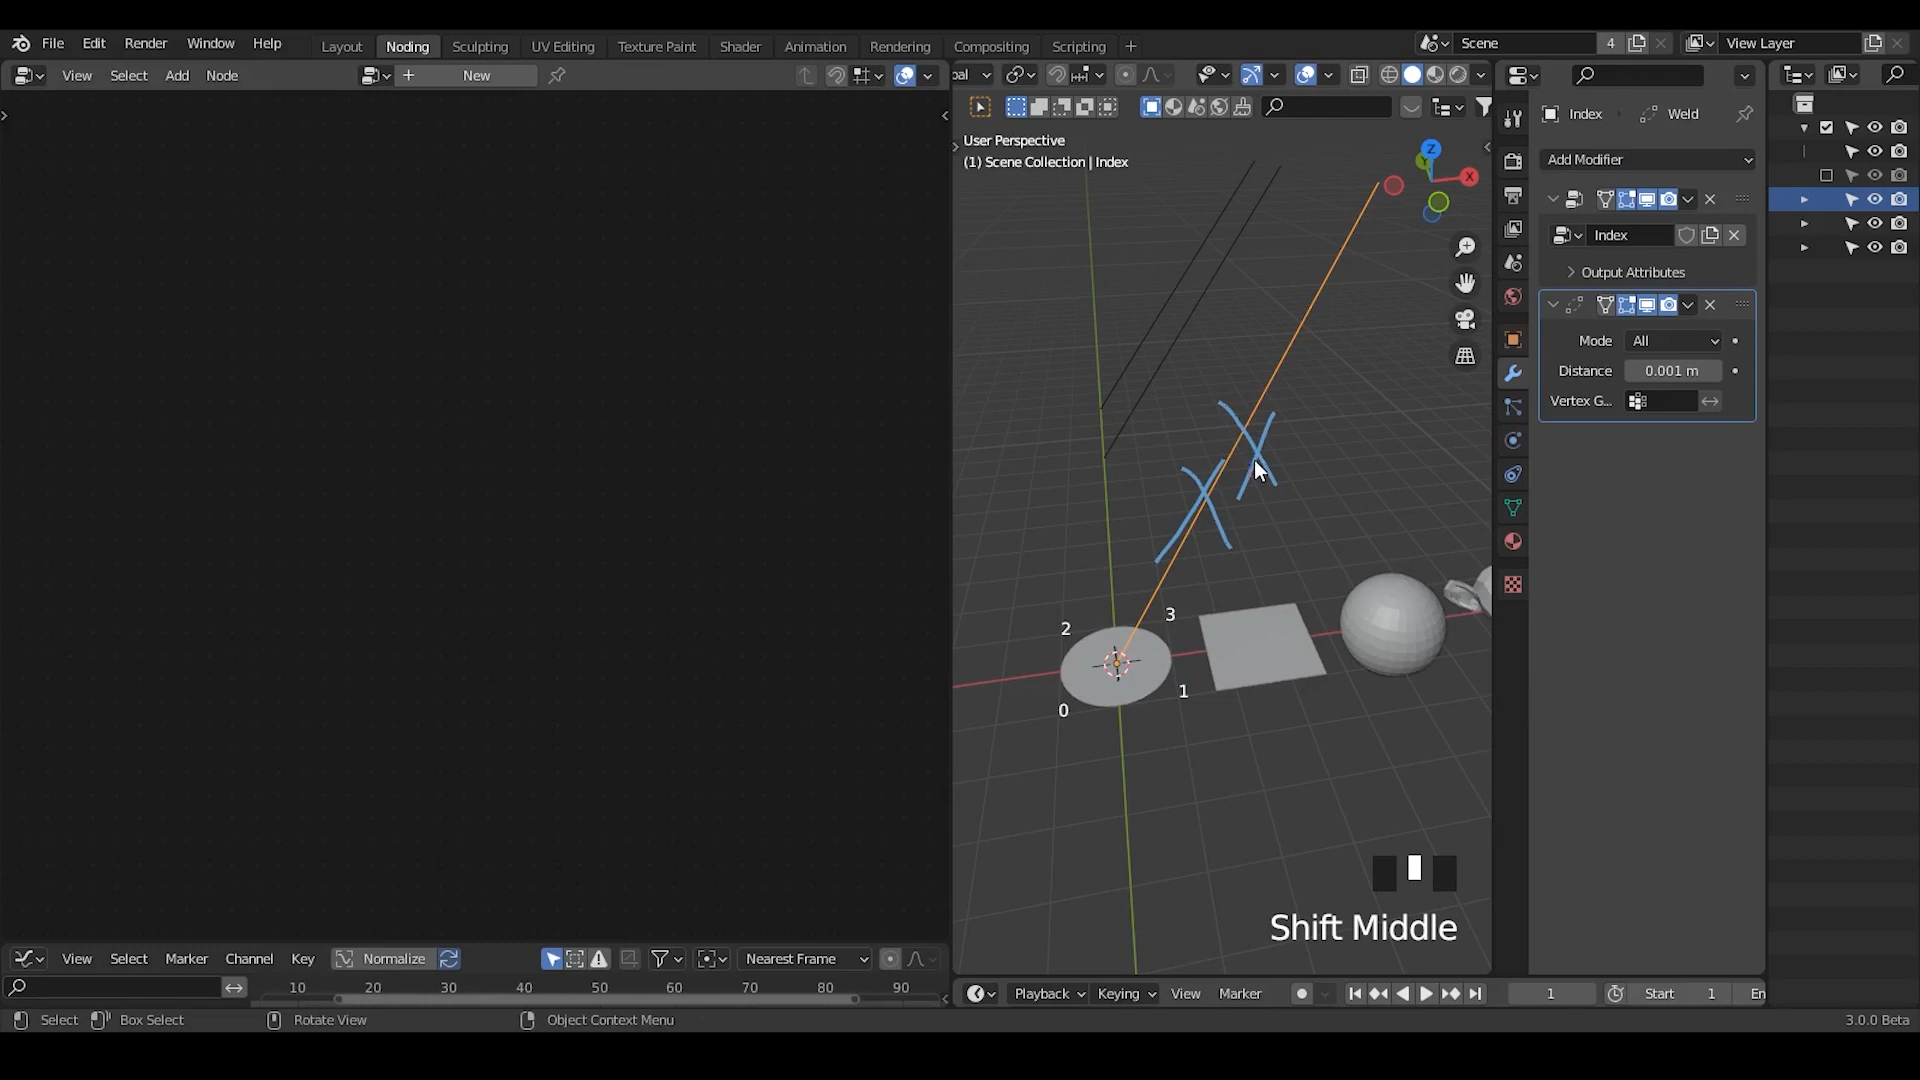 File Edit Render Window Help Layout Noding Sculpting UV Editing Texture Paint Shader Animation Rendering Compositing Scripting + Scene 4 View Layer
View Select Add Node + New bal
Index Weld
User Perspective
(1) Scene Collection | Index
Z
Y
X
Add Modifier
Index
Output Attributes
Mode All
Distance 0.001 m
Vertex G...
2
3
1
0
Shift Middle
View Select Marker Channel Key Normalize Nearest Frame
10 20 30 40 50 60 70 80 90
Playback Keying View Marker 1 Start 1 En
Select Box Select Rotate View Object Context Menu 3.0.0 Beta